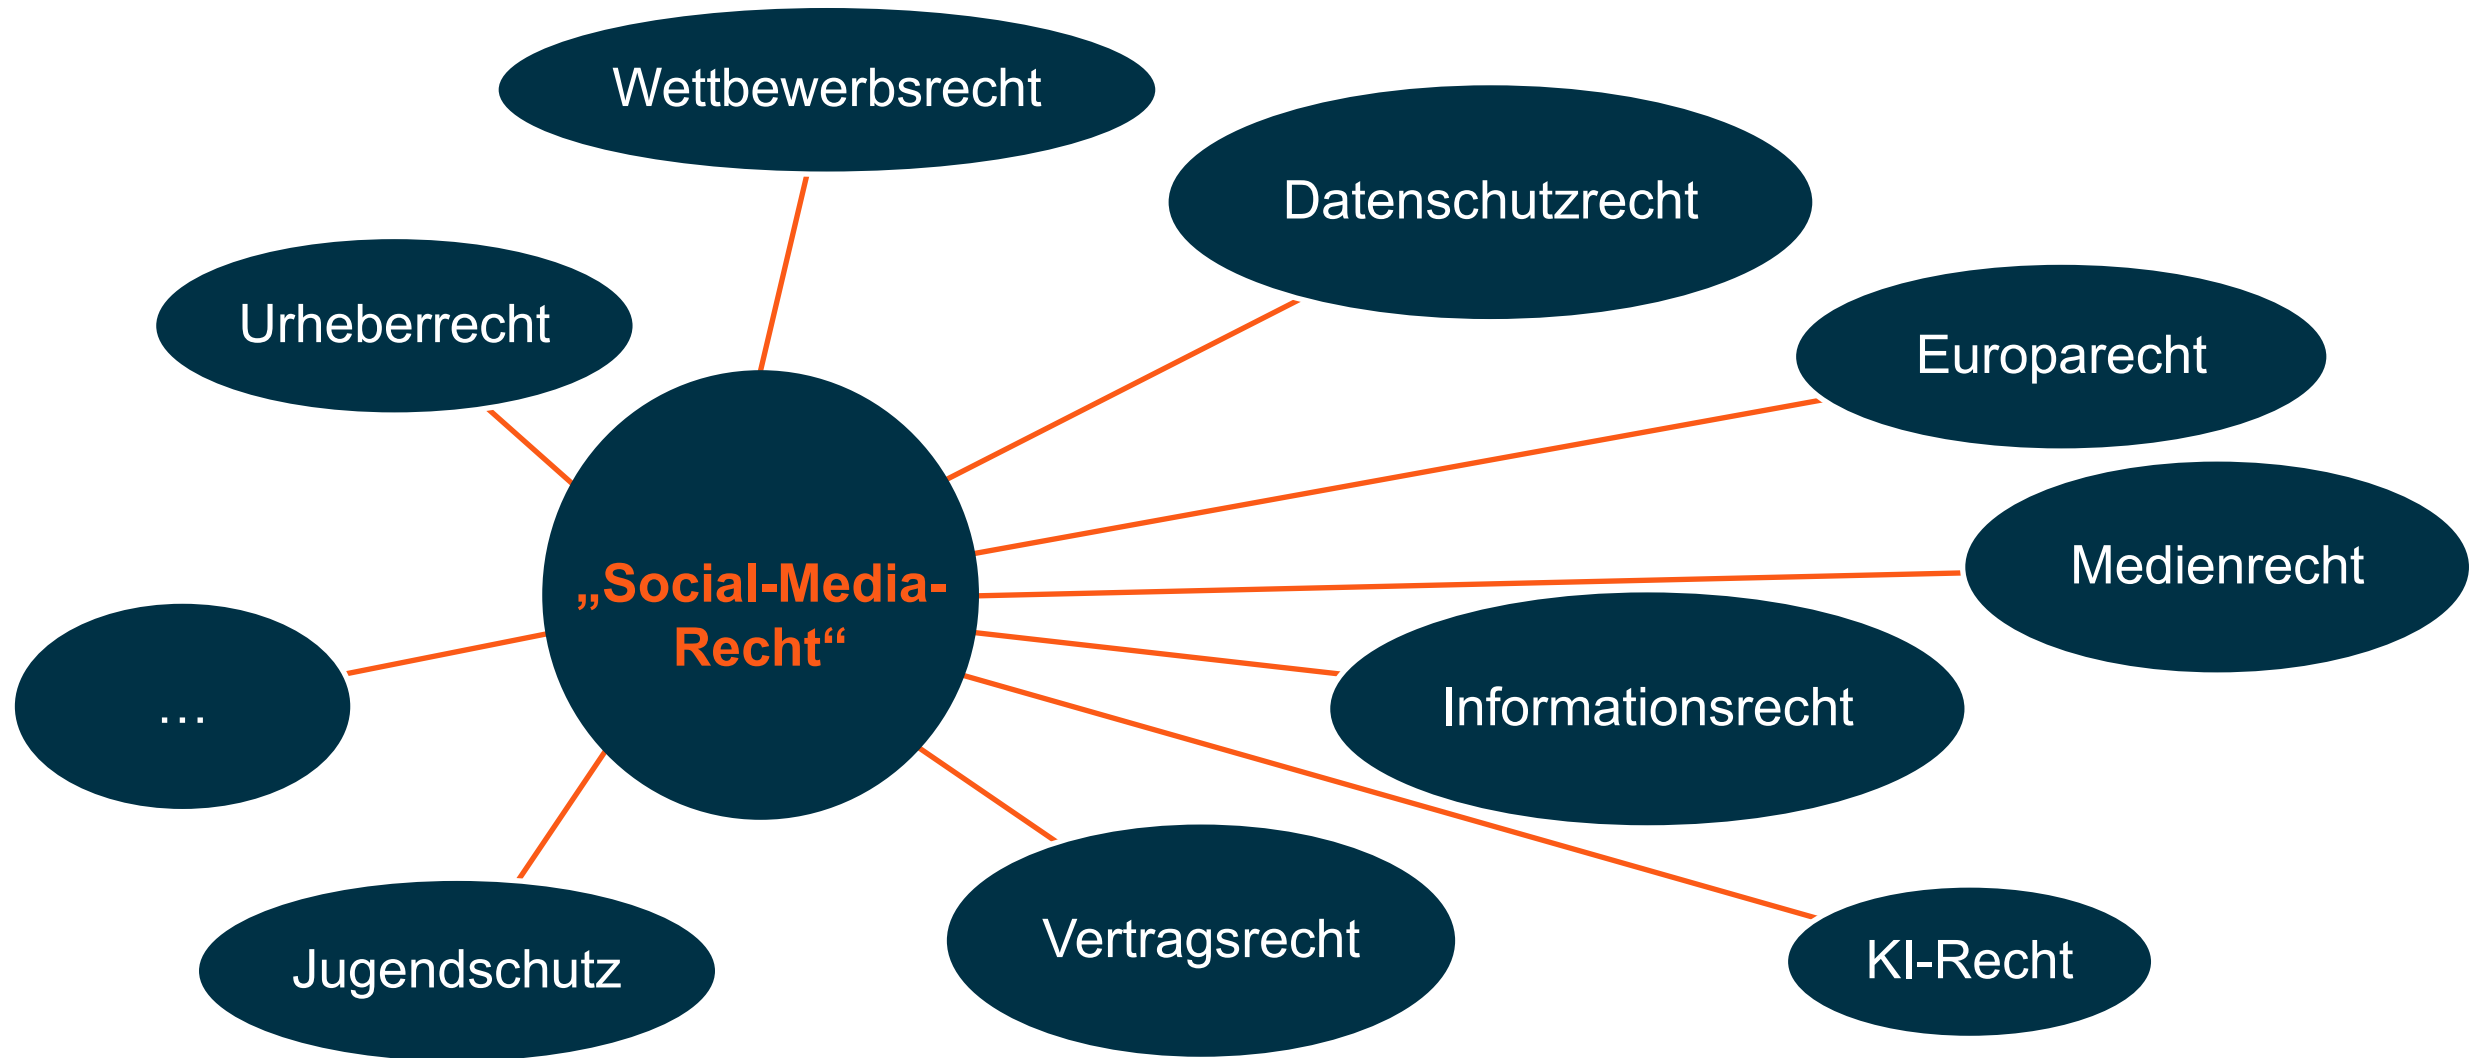 Wettbewerbsrecht
Datenschutzrecht
Urheberrecht
Europarecht
Medienrecht
„Social-Media-
Recht“
Informationsrecht
…
Vertragsrecht
KI-Recht
Jugendschutz